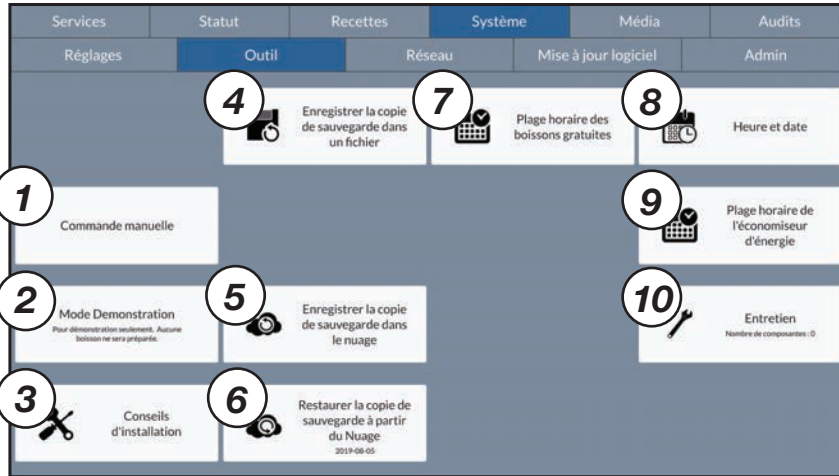 Services Statut Recettes Système Média Audits
Réglages Outil Réseau Mise à jour logiciel Admin
4
Enregistrer la copie
de sauvegarde dans
un fichier
7
Plage horaire des
boissons gratuites
8
Heure et date
1
Commande manuelle
9
Plage horaire de
l'économiseur
d'énergie
2
Mode Demonstration
Pour démonstration seulement. Aucune
boisson ne sera préparée.
5
Enregistrer la copie
de sauvegarde dans
le nuage
10
Entretien
Nombre de composantes : 0
3
Conseils
d'installation
6
Restaurer la copie de
sauvegarde à partir
du Nuage
2019-08-05